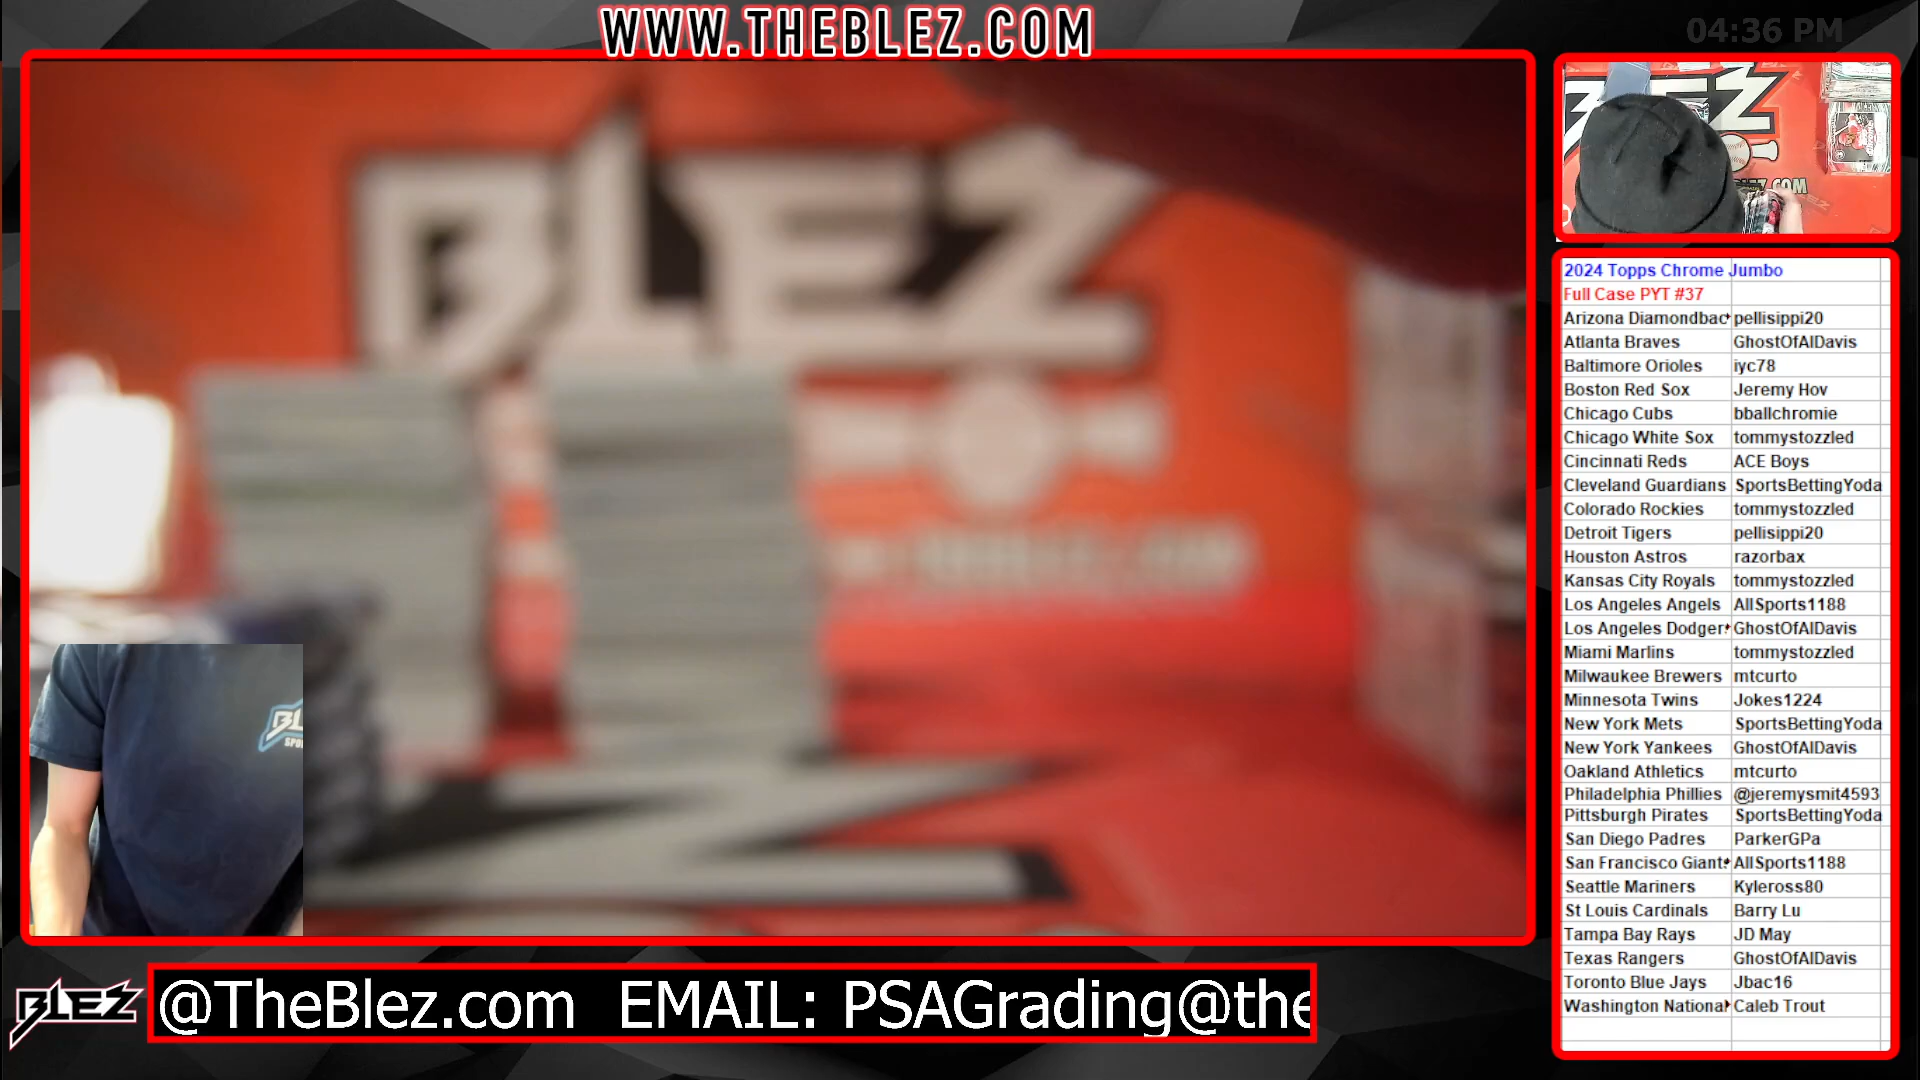 WWW.THEBLEZ.COM
04:36 PM
BLEZ
BLEZ.COM
2024 Topps Chrome Jumbo
Full Case PYT #37
Arizona Diamondbac pellisippi20
Atlanta Braves GhostOfAlDavis
Baltimore Orioles iyc78
Boston Red Sox Jeremy Hov
Chicago Cubs bballchromie
Chicago White Sox tommystozzled
Cincinnati Reds ACE Boys
Cleveland Guardians SportsBettingYoda
Colorado Rockies tommystozzled
Detroit Tigers pellisippi20
Houston Astros razorbax
Kansas City Royals tommystozzled
Los Angeles Angels AllSports1188
Los Angeles Dodger GhostOfAlDavis
Miami Marlins tommystozzled
Milwaukee Brewers mtcurto
Minnesota Twins Jokes1224
New York Mets SportsBettingYoda
New York Yankees GhostOfAlDavis
Oakland Athletics mtcurto
Philadelphia Phillies @jeremysmit4593
Pittsburgh Pirates SportsBettingYoda
San Diego Padres ParkerGPa
San Francisco Giant AllSports1188
Seattle Mariners Kyleross80
St Louis Cardinals Barry Lu
Tampa Bay Rays JD May
Texas Rangers GhostOfAlDavis
Toronto Blue Jays Jbac16
Washington National Caleb Trout
BLEZ
@TheBlez.com EMAIL: PSAGrading@the